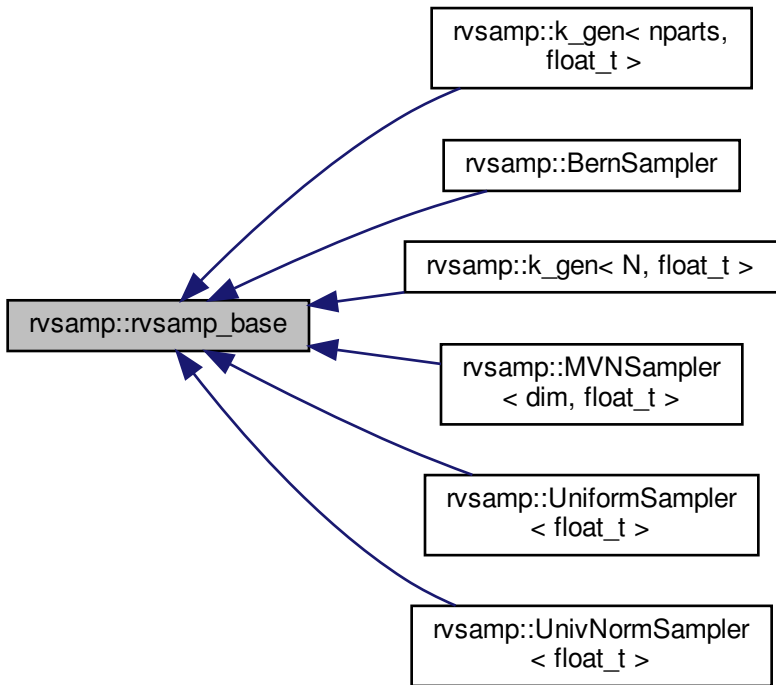 rvsamp::k_gen< nparts,
float_t >
rvsamp::BernSampler
rvsamp::k_gen< N, float_t >
rvsamp::rvsamp_base
rvsamp::MVNSampler
< dim, float_t >
rvsamp::UniformSampler
< float_t >
rvsamp::UnivNormSampler
< float_t >